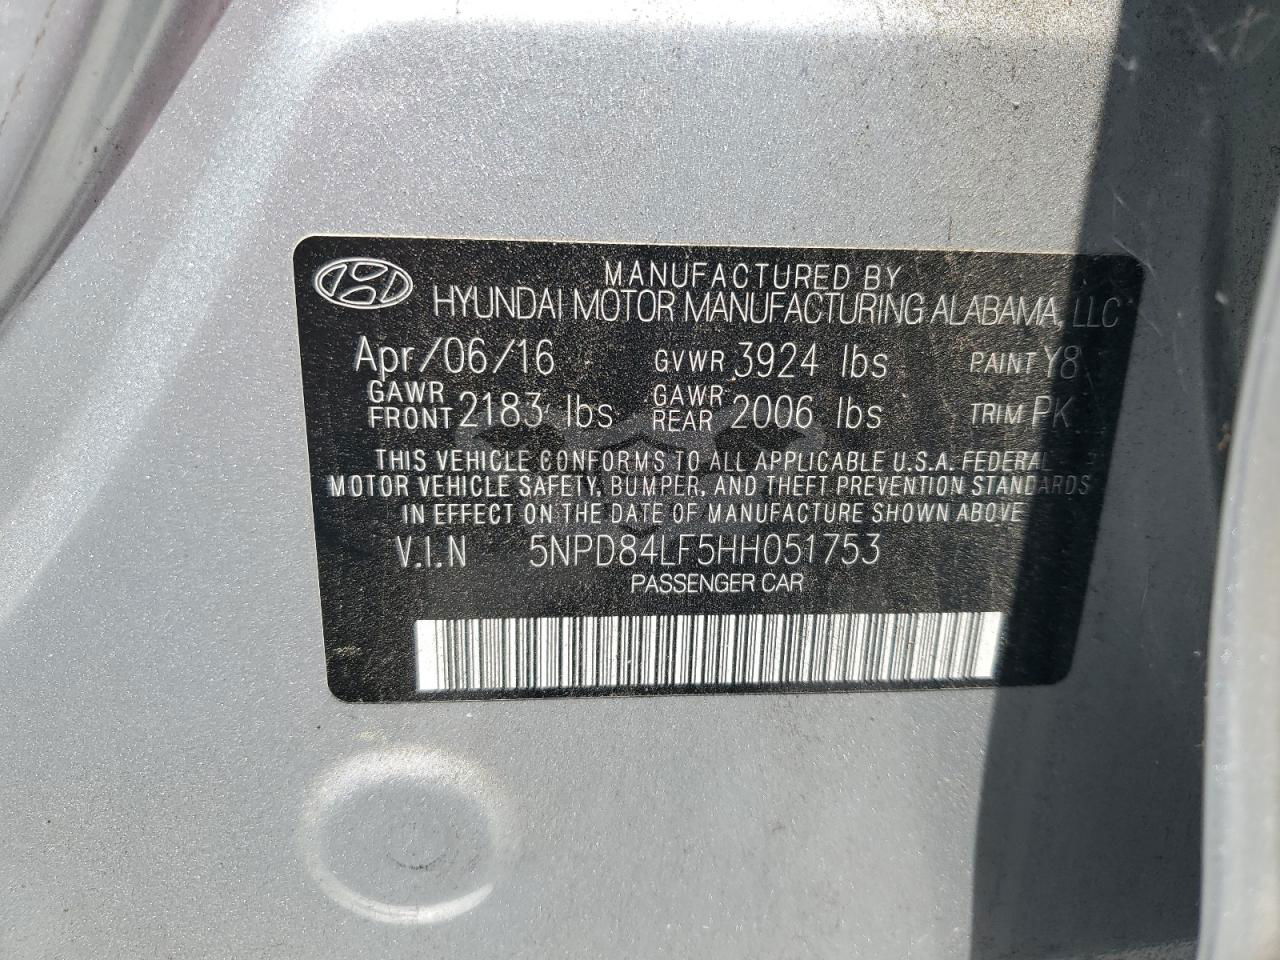 MANUFACTURED BY
HYUNDAI MOTOR MANUFACTURING ALABAMA, LLC
Apr/06/16 GVWR 3924 lbs PAINT Y8
GAWR FRONT 2183 lbs GAWR REAR 2006 lbs TRIM PK
THIS VEHICLE CONFORMS TO ALL APPLICABLE U.S.A. FEDERAL
MOTOR VEHICLE SAFETY, BUMPER, AND THEFT PREVENTION STANDARDS
IN EFFECT ON THE DATE OF MANUFACTURE SHOWN ABOVE
V.I.N 5NPD84LF5HH051753
PASSENGER CAR